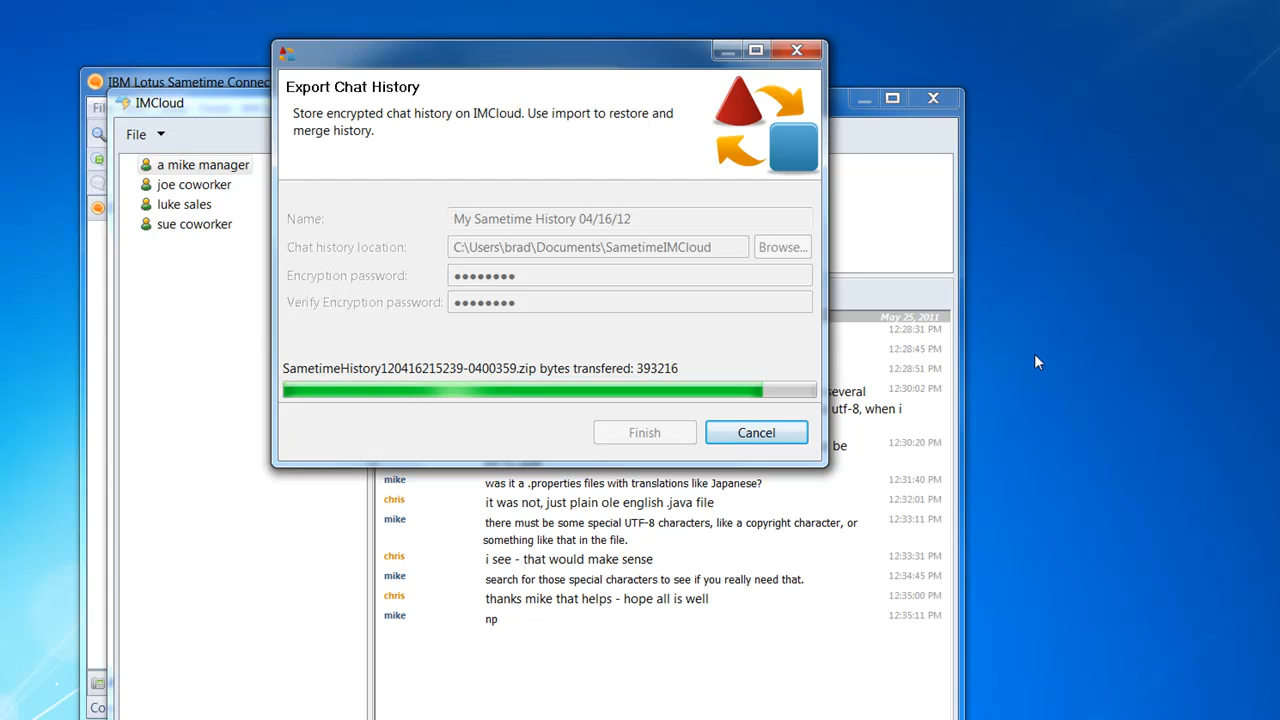 IBM Lotus Sametime Connec
IMCloud
File
a mike manager
joe coworker
luke sales
sue coworker
Export Chat History
Store encrypted chat history on IMCloud. Use import to restore and
merge history.
Name: My Sametime History 04/16/12
Chat history location: C:\Users\brad\Documents\SametimeIMCloud Browse...
Encryption password: ●●●●●●●●
Verify Encryption password: ●●●●●●●●
SametimeHistory120416215239-0400359.zip bytes transfered: 393216
Finish Cancel
May 25, 2011
12:28:31 PM
12:28:45 PM
12:28:51 PM
several 12:30:02 PM
utf-8, when i
be 12:30:20 PM
mike was it a .properties files with translations like Japanese? 12:31:40 PM
chris it was not, just plain ole english .java file 12:32:01 PM
mike there must be some special UTF-8 characters, like a copyright character, or 12:33:11 PM
something like that in the file.
chris i see - that would make sense 12:33:31 PM
mike search for those special characters to see if you really need that. 12:34:45 PM
chris thanks mike that helps - hope all is well 12:35:00 PM
mike np 12:35:11 PM
Fil
Co